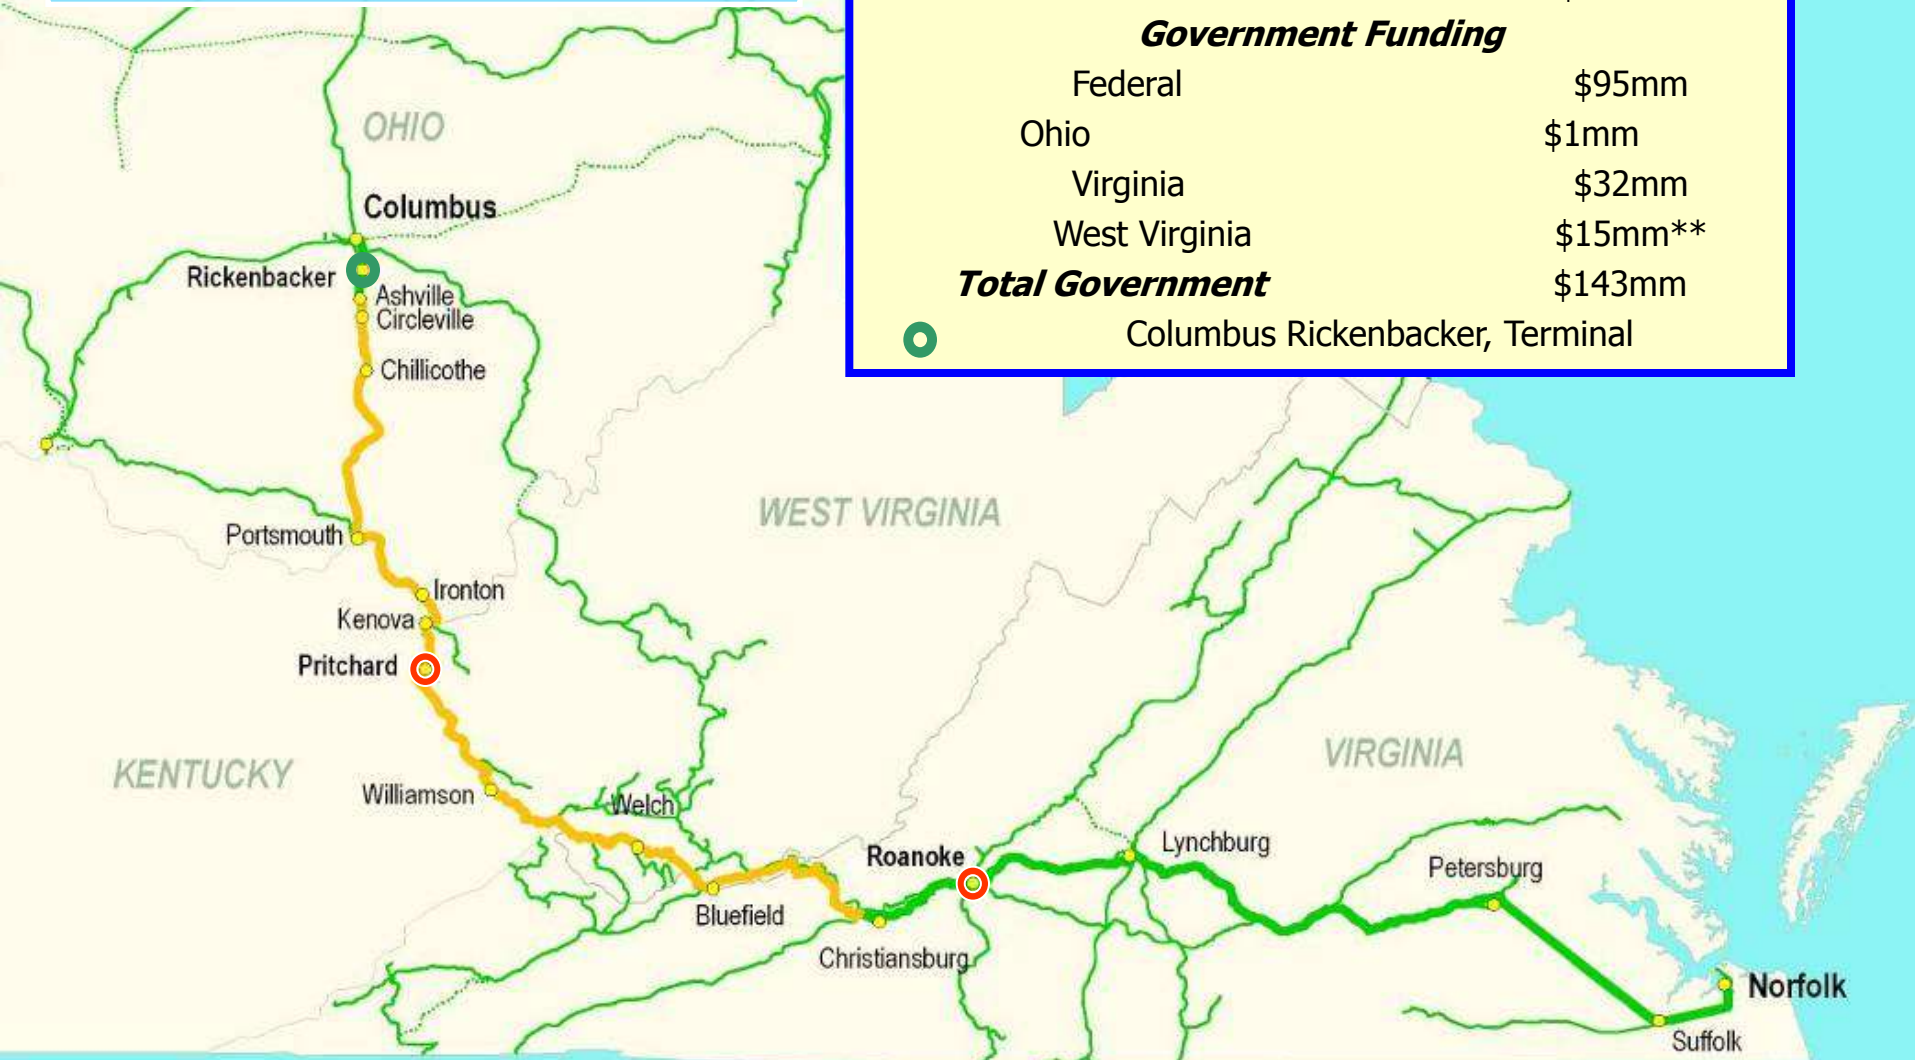 Government Funding
Federal $95mm
Ohio $1mm
Virginia $32mm
West Virginia $15mm**
Total Government $143mm
Columbus Rickenbacker, Terminal
OHIO
Columbus
Rickenbacker
Ashville
Circleville
Chillicothe
WEST VIRGINIA
Portsmouth
Ironton
Kenova
Pritchard
KENTUCKY
VIRGINIA
Williamson
Welch
Roanoke
Lynchburg
Petersburg
Bluefield
Christiansburg
Norfolk
Suffolk